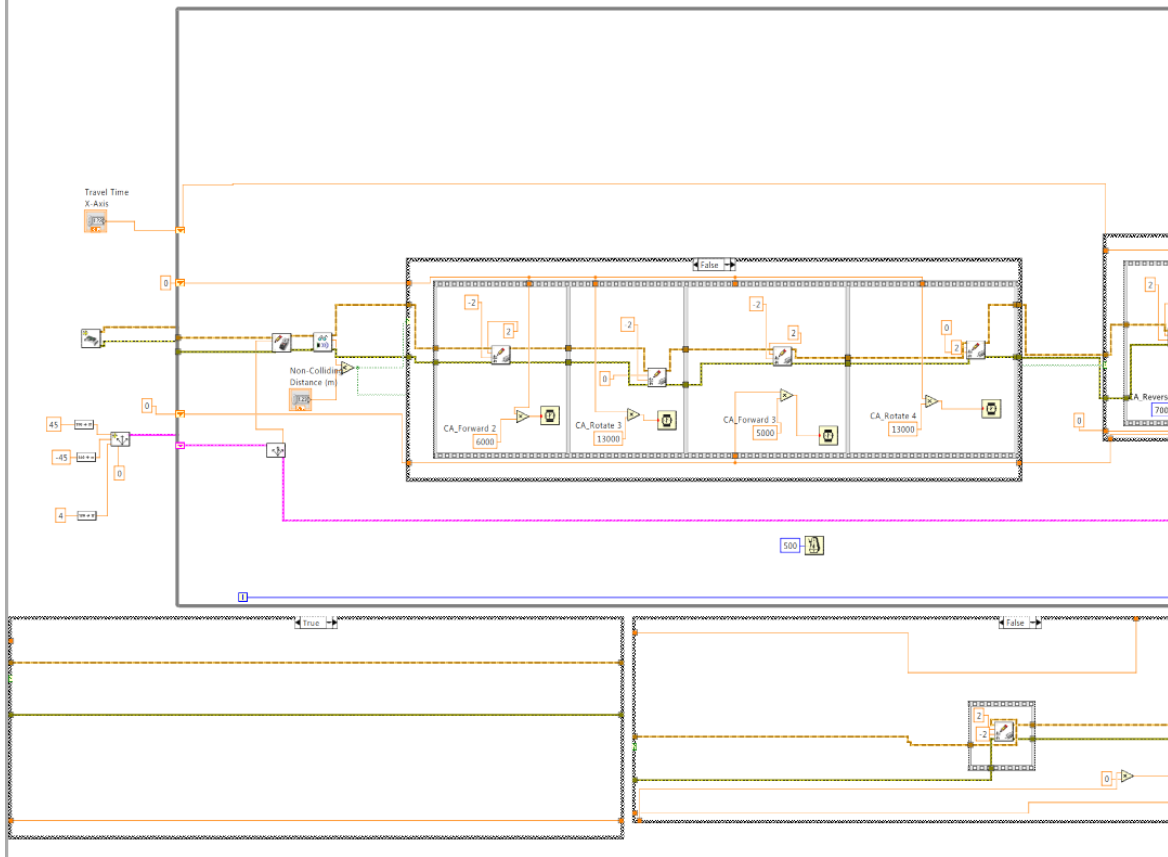 Travel Time
X-Axis
0
0
45
-45
4
0
Non-Colliding
Distance (m)
False
-2
2
CA_Forward 2
6000
2
0
CA_Rotate 3
13000
-2
2
CA_Forward 3
5000
0
2
CA_Rotate 4
13000
0
2
CA_Revers
700
500
i
True
False
2
-2
0